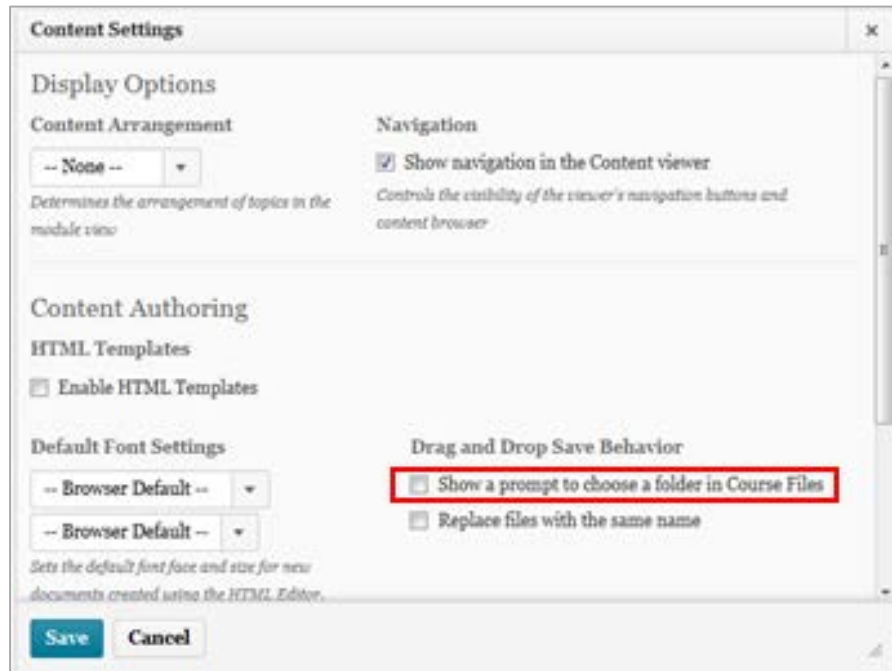 Content Settings
×
Display Options
Content Arrangement
-- None --
Determines the arrangement of topics in the
module view
Navigation
Show navigation in the Content viewer
Controls the visibility of the viewer's navigation buttons and
content browser
Content Authoring
HTML Templates
Enable HTML Templates
Default Font Settings
-- Browser Default --
-- Browser Default --
Sets the default font face and size for new
documents created using the HTML Editor.
Drag and Drop Save Behavior
Show a prompt to choose a folder in Course Files
Replace files with the same name
Save
Cancel